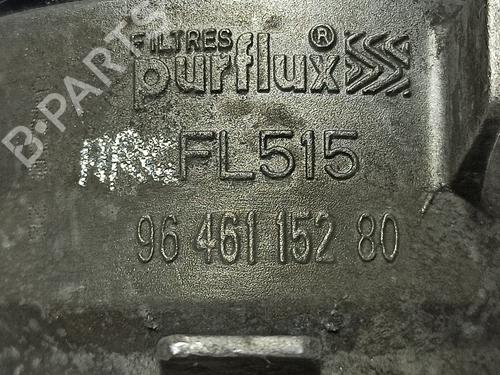 B-PARTS
FILTRES
purflux®
FL515
96 461 152 80